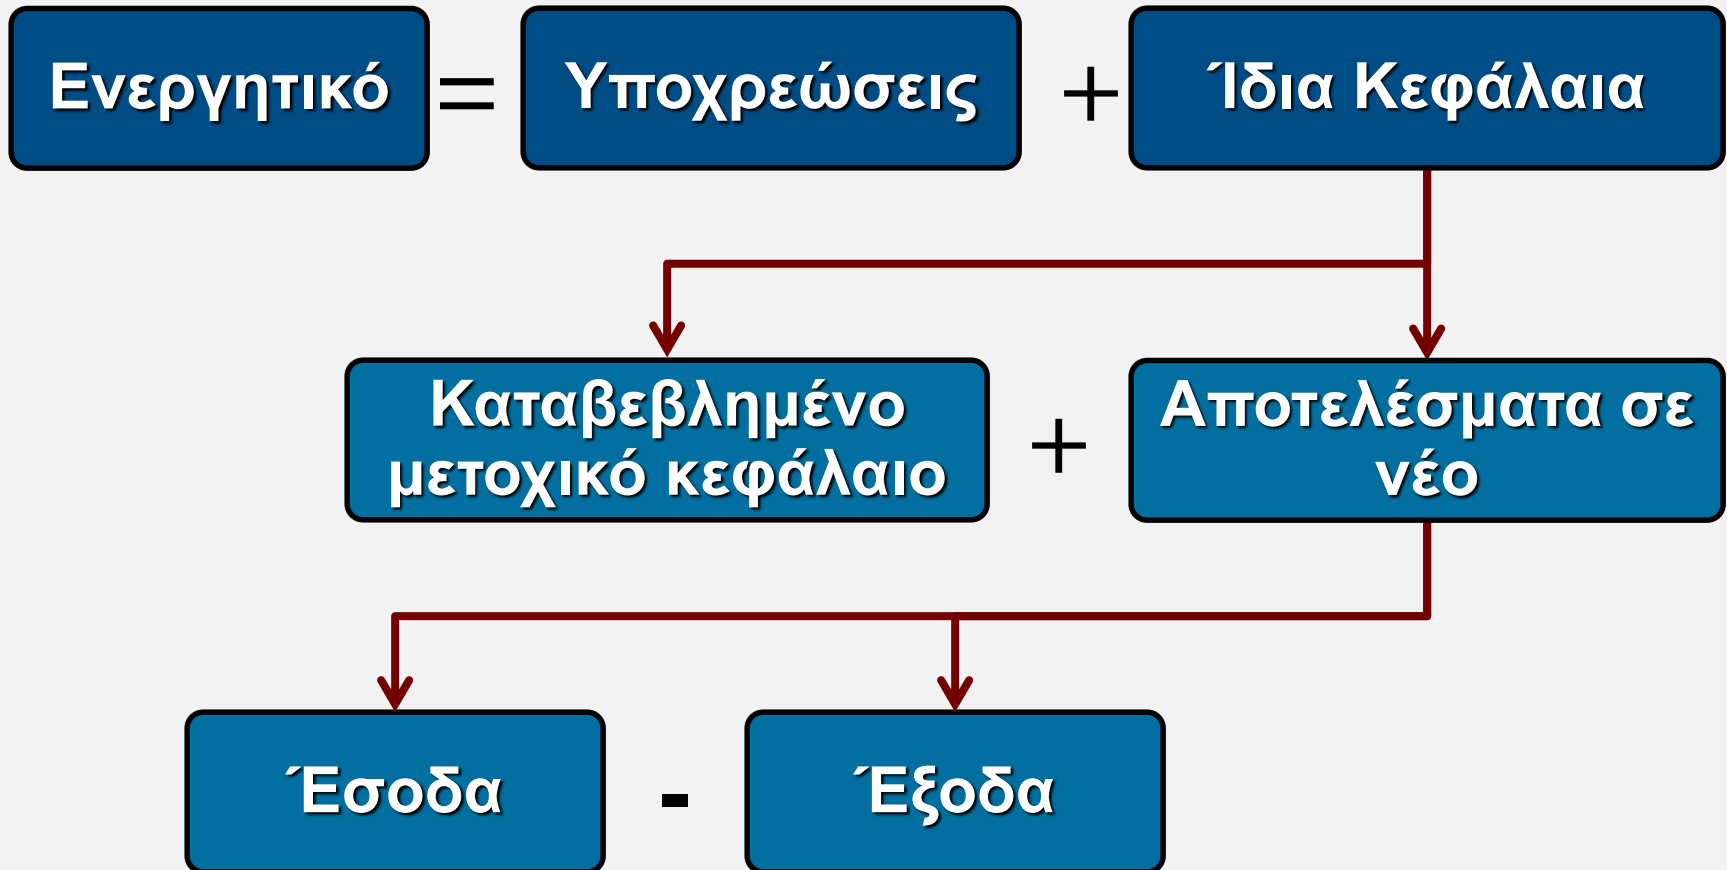 Ενεργητικό = Υποχρεώσεις + Ίδια Κεφάλαια
Καταβεβλημένο
μετοχικό κεφάλαιο
+
Αποτελέσματα σε
νέο
Έσοδα - Έξοδα